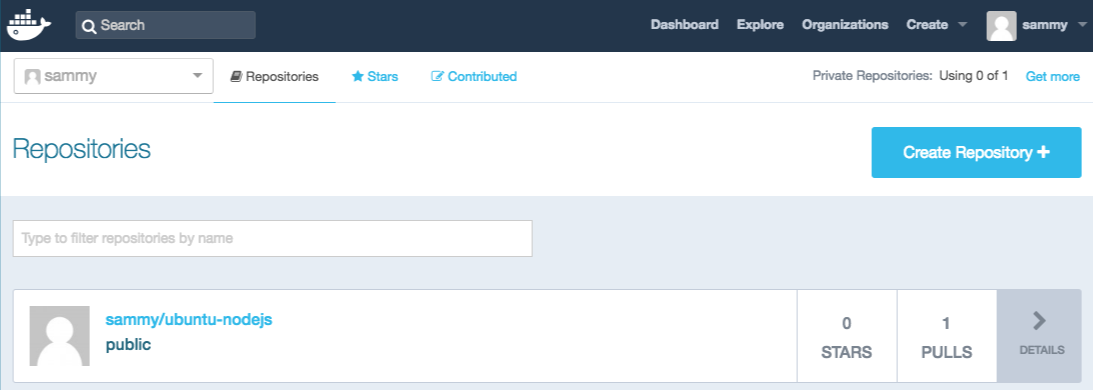 Search Dashboard Explore Organizations Create sammy
sammy Repositories Stars Contributed Private Repositories: Using 0 of 1 Get more
Repositories Create Repository
Type to filter repositories by name
sammy/ubuntu-nodejs 0 1
public STARS PULLS DETAILS